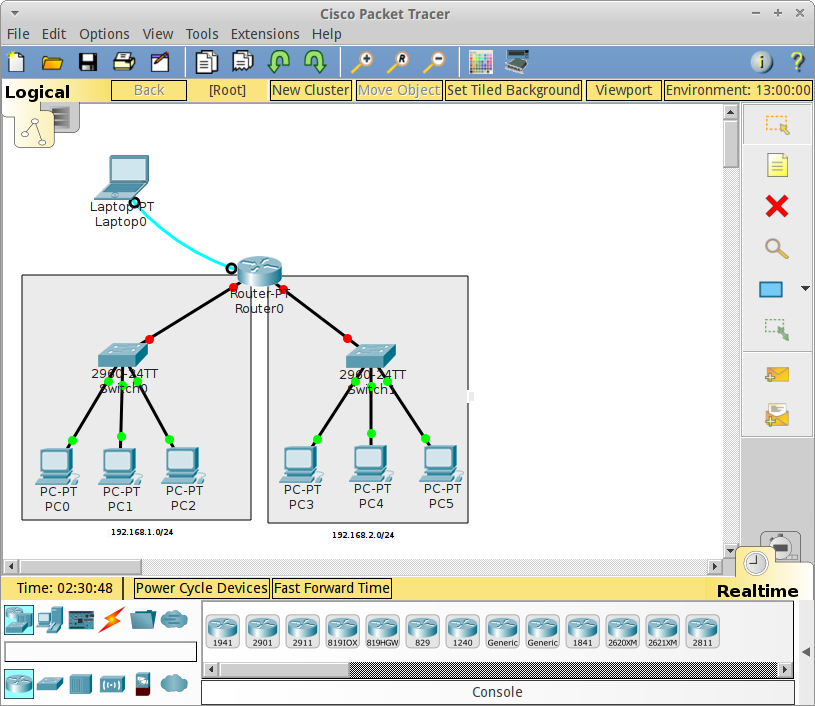 Cisco Packet Tracer
File Edit Options View Tools Extensions Help
Logical Back [Root] New Cluster Move Object Set Tiled Background Viewport Environment: 13:00:00
Laptop-PT
Laptop0
Router-PT
Router0
2960-24TT
Switch0
2960-24TT
Switch1
PC-PT
PC0
PC-PT
PC1
PC-PT
PC2
PC-PT
PC3
PC-PT
PC4
PC-PT
PC5
192.168.1.0/24
192.168.2.0/24
Time: 02:30:48 Power Cycle Devices Fast Forward Time
Realtime
1941 2901 2911 819IOX 819HGW 829 1240 Generic Generic 1841 2620XM 2621XM 2811
Console